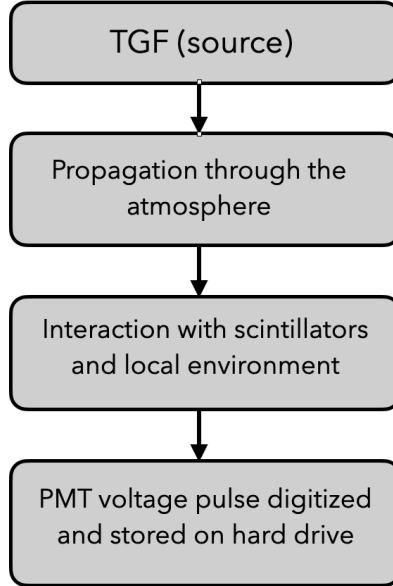 TGF (source)
Propagation through the
atmosphere
Interaction with scintillators
and local environment
PMT voltage pulse digitized
and stored on hard drive